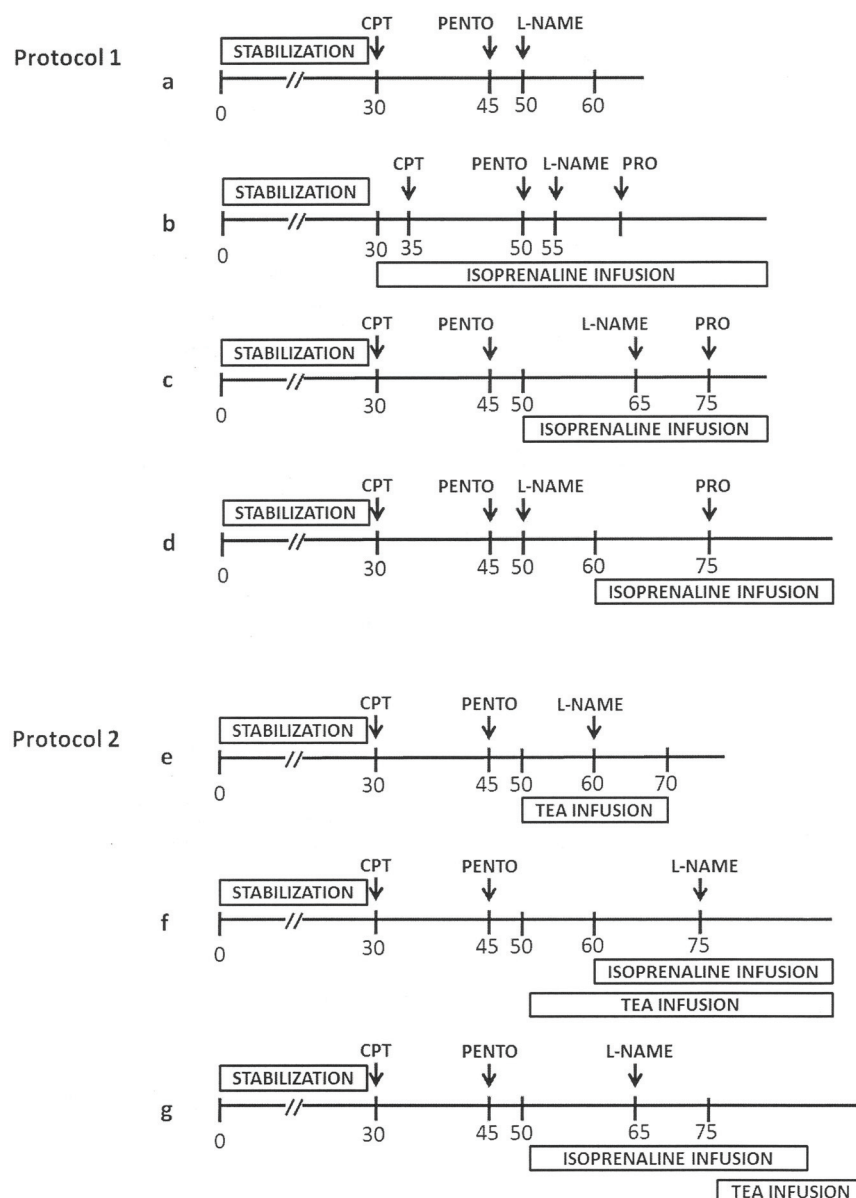 CPT PENTO L-NAME
Protocol 1 STABILIZATION
a
0 30 45 50 60
CPT PENTO L-NAME PRO
STABILIZATION
b
0 30 35 50 55
ISOPRENALINE INFUSION
CPT PENTO L-NAME PRO
STABILIZATION
c
0 30 45 50 65 75
ISOPRENALINE INFUSION
CPT PENTO L-NAME PRO
STABILIZATION
d
0 30 45 50 60 75
ISOPRENALINE INFUSION
CPT PENTO L-NAME
Protocol 2 STABILIZATION
e
0 30 45 50 60 70
TEA INFUSION
CPT PENTO L-NAME
STABILIZATION
f
0 30 45 50 60 75
ISOPRENALINE INFUSION
TEA INFUSION
CPT PENTO L-NAME
STABILIZATION
g
0 30 45 50 65 75
ISOPRENALINE INFUSION
TEA INFUSION